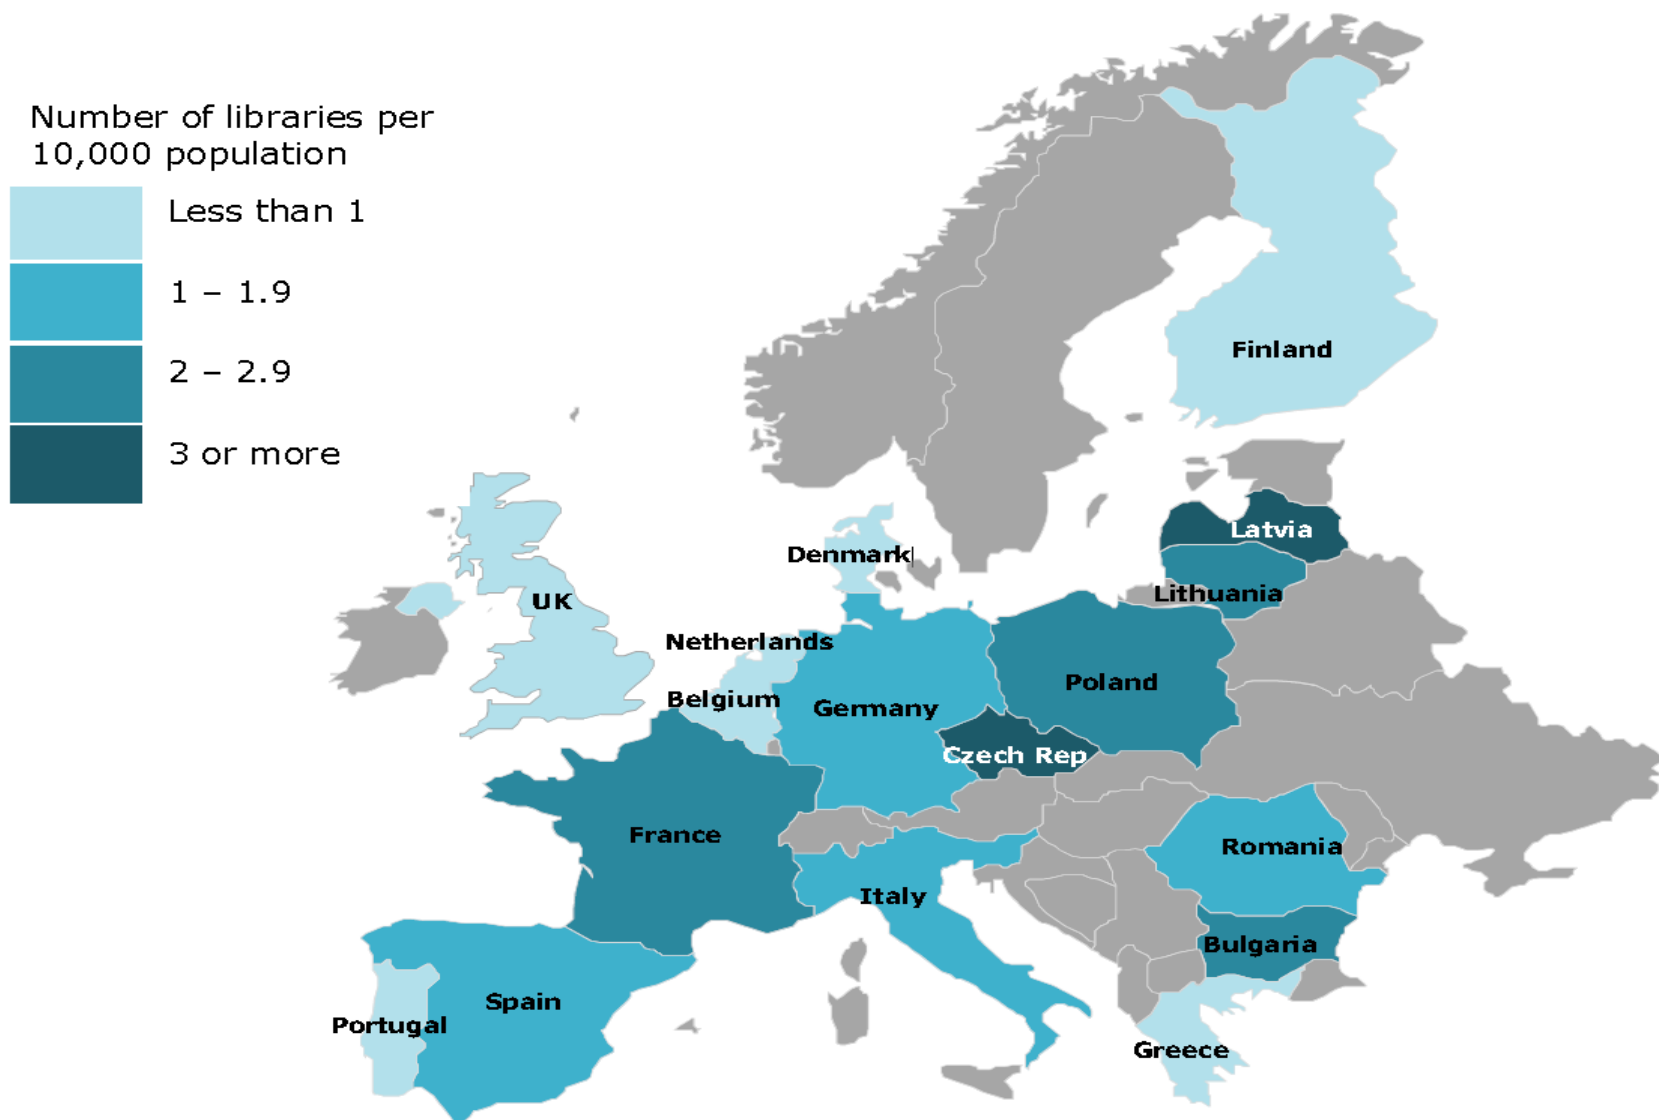 Number of libraries per
10,000 population
Less than 1
1 – 1.9
2 – 2.9
3 or more
Finland
Latvia
Denmark
Lithuania
UK
Netherlands
Poland
Belgium
Germany
Czech Rep
France
Romania
Italy
Bulgaria
Spain
Portugal
Greece